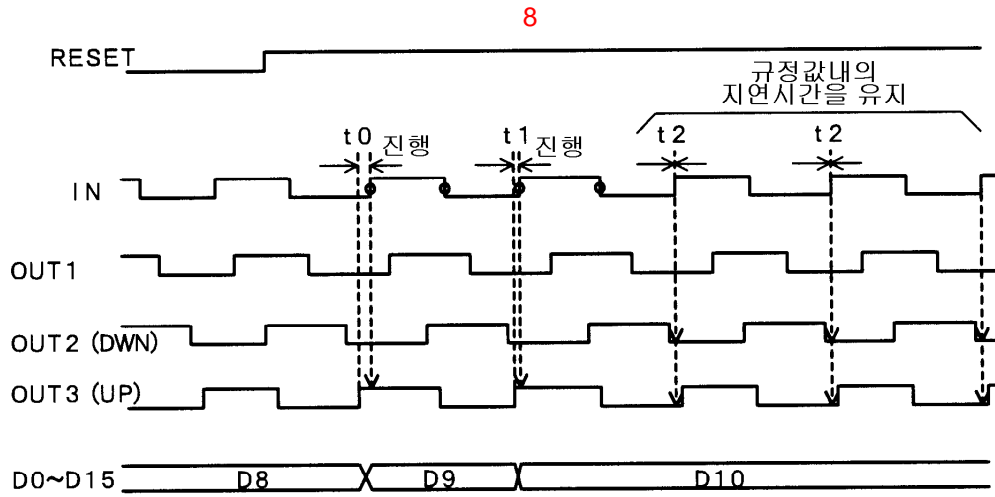 8
RESET
규정값내의
지연시간을 유지
t0 진행 t1 진행 t2 t2
IN
OUT1
OUT2 (DWN)
OUT3 (UP)
D0~D15 D8 D9 D10